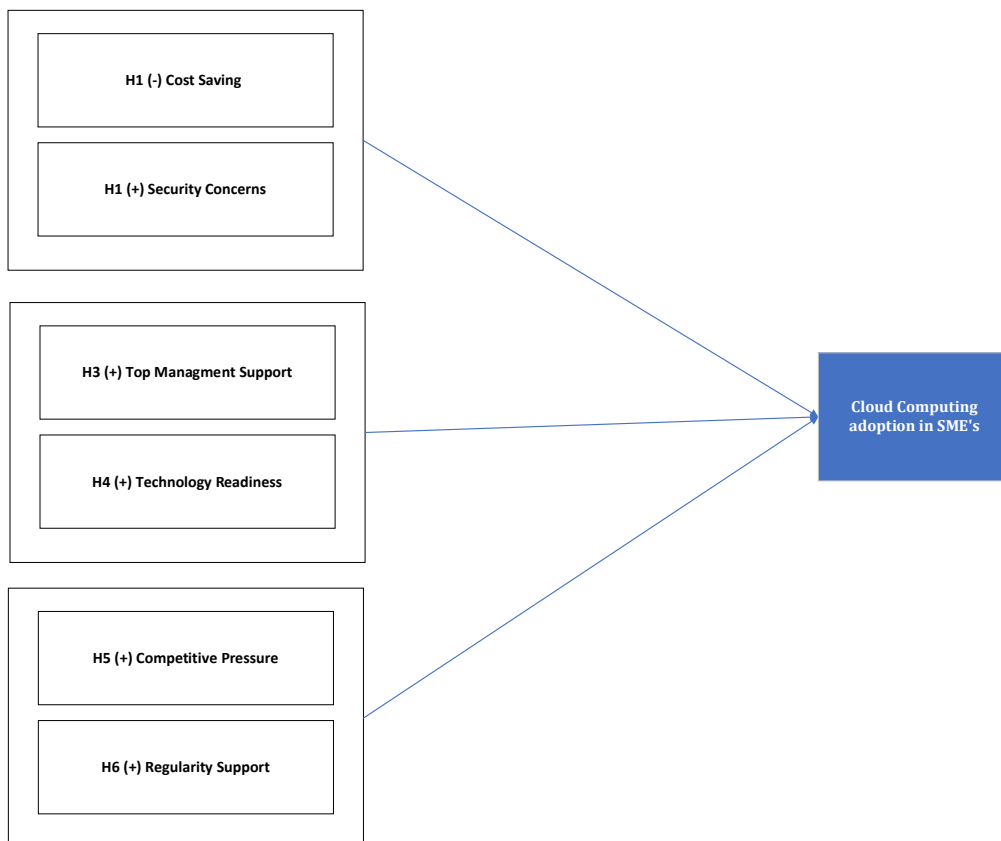 H1 (-) Cost Saving
H1 (+) Security Concerns
H3 (+) Top Managment Support
H4 (+) Technology Readiness
Cloud Computing
adoption in SME's
H5 (+) Competitive Pressure
H6 (+) Regularity Support